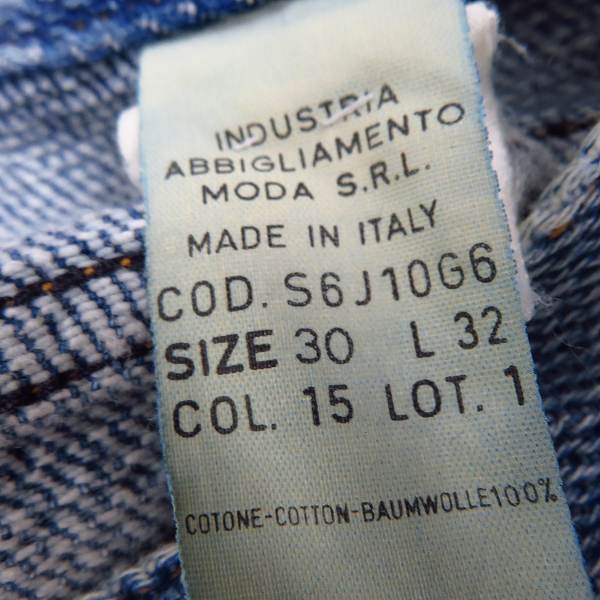 INDUSTRIA
ABBIGLIAMENTO
MODA S.R.L.
MADE IN ITALY
COD. S6J10G6
SIZE 30 L 32
COL. 15 LOT. 1
COTONE-COTTON-BAUMWOLLE100%